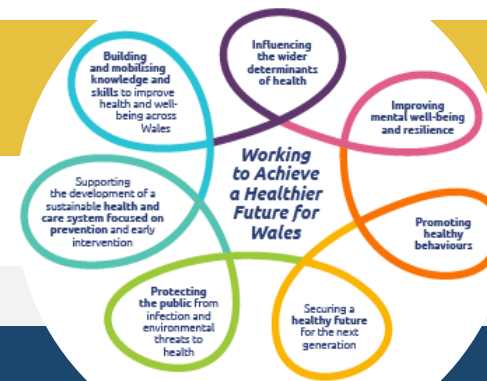 Influencing
the wider
determinants
of health
Improving
mental well-being
and resilience
Promoting
healthy
behaviours
Securing a
healthy future
for the next
generation
Protecting
the public from
infection and
environmental
threats to
health
Supporting
the development of a
sustainable health and
care system focused on
prevention and early
intervention
Building
and mobilising
knowledge and
skills to improve
health and well-
being across
Wales
Working
to Achieve
a Healthier
Future for
Wales